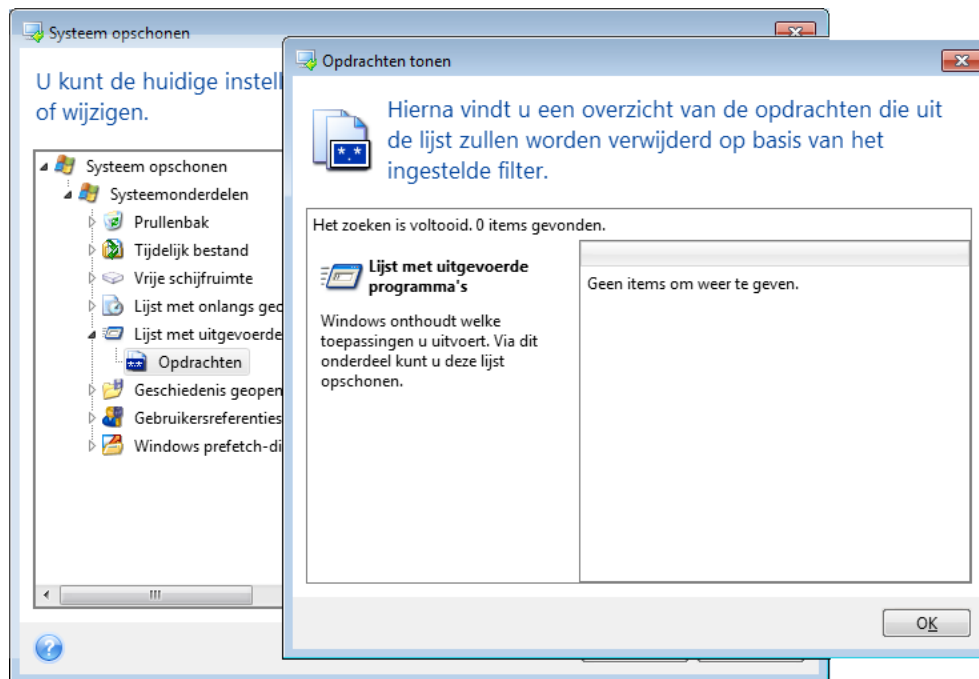 Systeem opschonen
U kunt de huidige instell
of wijzigen.
Systeem opschonen
Systeemonderdelen
Prullenbak
Tijdelijk bestand
Vrije schijfruimte
Lijst met onlangs geo
Lijst met uitgevoerde
Opdrachten
Geschiedenis geopen
Gebruikersreferenties
Windows prefetch-di
Opdrachten tonen
*.*
Hierna vindt u een overzicht van de opdrachten die uit
de lijst zullen worden verwijderd op basis van het
ingestelde filter.
Het zoeken is voltooid. 0 items gevonden.
Lijst met uitgevoerde
programma's
Windows onthoudt welke
toepassingen u uitvoert. Via dit
onderdeel kunt u deze lijst
opschonen.
Geen items om weer te geven.
OK